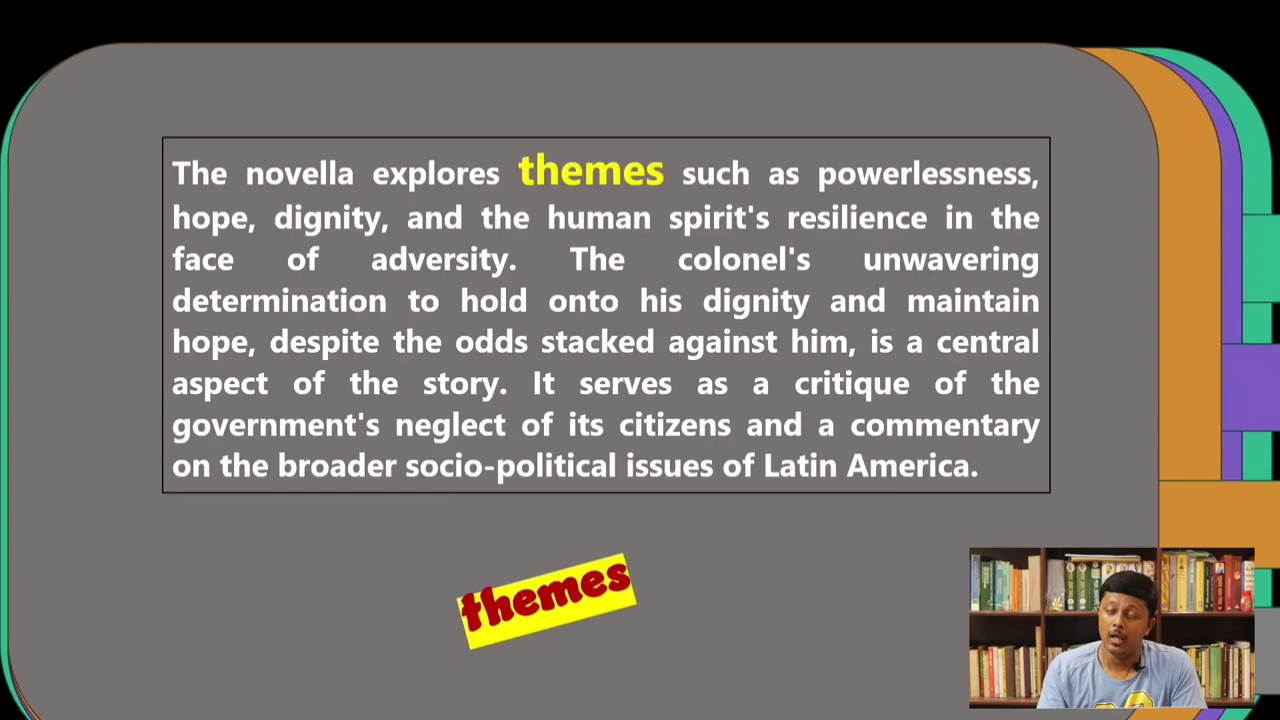 The novella explores themes such as powerlessness,
hope, dignity, and the human spirit's resilience in the
face of adversity. The colonel's unwavering
determination to hold onto his dignity and maintain
hope, despite the odds stacked against him, is a central
aspect of the story. It serves as a critique of the
government's neglect of its citizens and a commentary
on the broader socio-political issues of Latin America.
themes